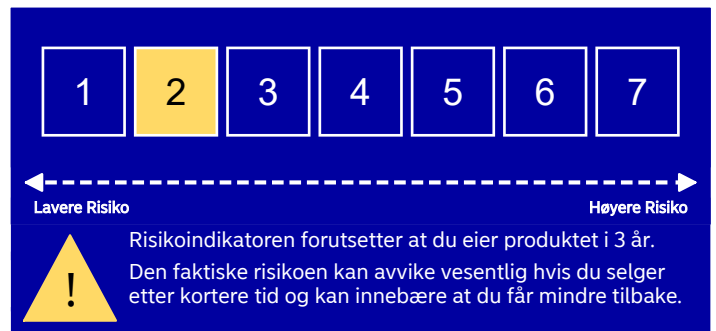 1 2 3 4 5 6 7
Lavere Risiko Høyere Risiko
Risikoindikatoren forutsetter at du eier produktet i 3 år.
!
Den faktiske risikoen kan avvike vesentlig hvis du selger
etter kortere tid og kan innebære at du får mindre tilbake.